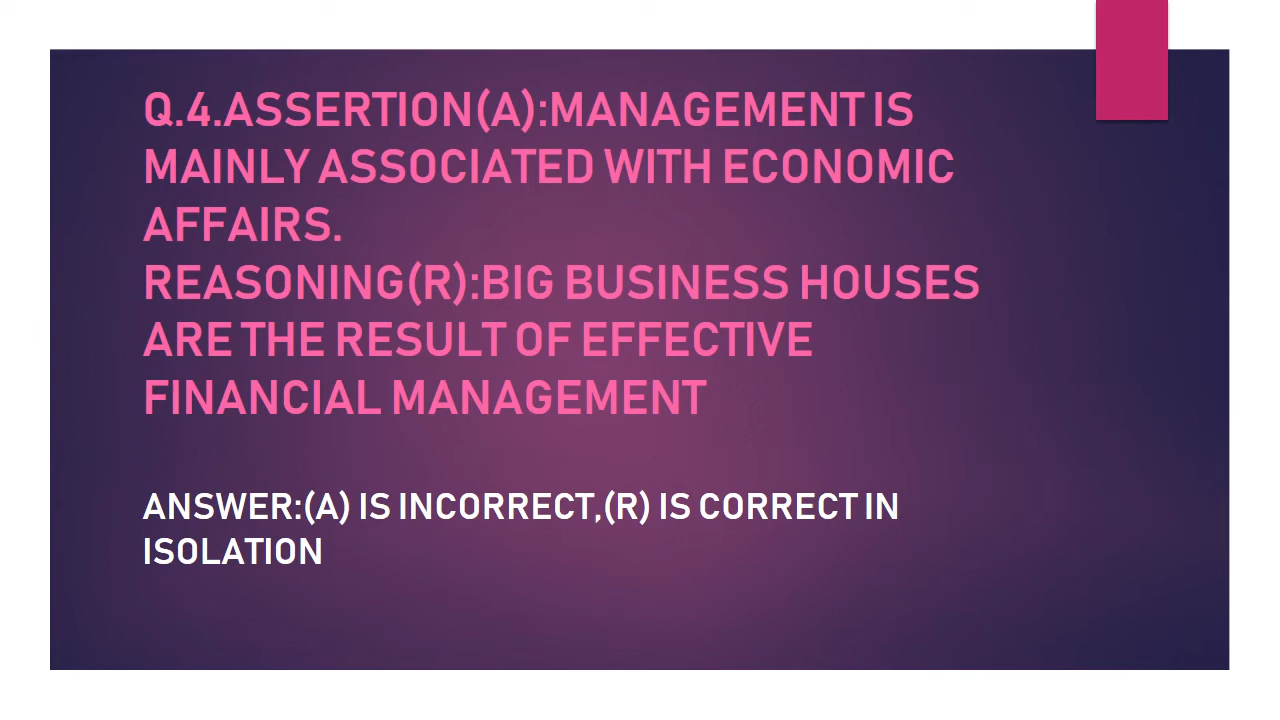 Q.4.ASSERTION(A):MANAGEMENT IS
MAINLY ASSOCIATED WITH ECONOMIC
AFFAIRS.
REASONING(R):BIG BUSINESS HOUSES
ARE THE RESULT OF EFFECTIVE
FINANCIAL MANAGEMENT
ANSWER:(A) IS INCORRECT,(R) IS CORRECT IN
ISOLATION